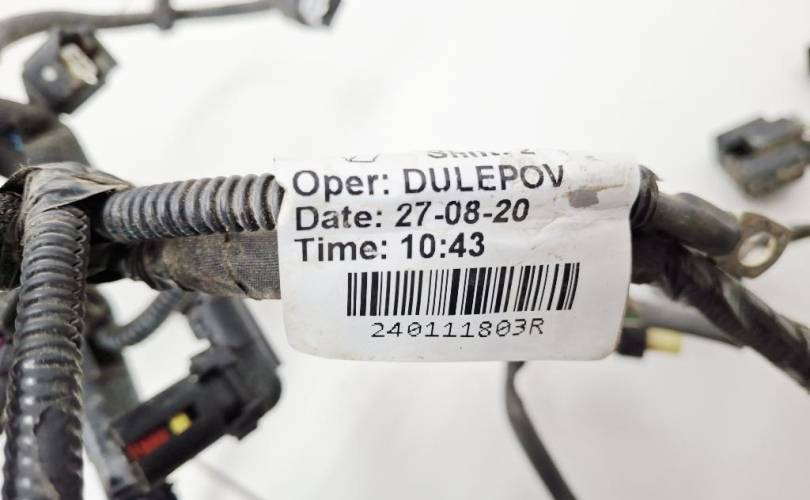 Oper: DULEPOV
Date: 27-08-20
Time: 10:43
240111803R